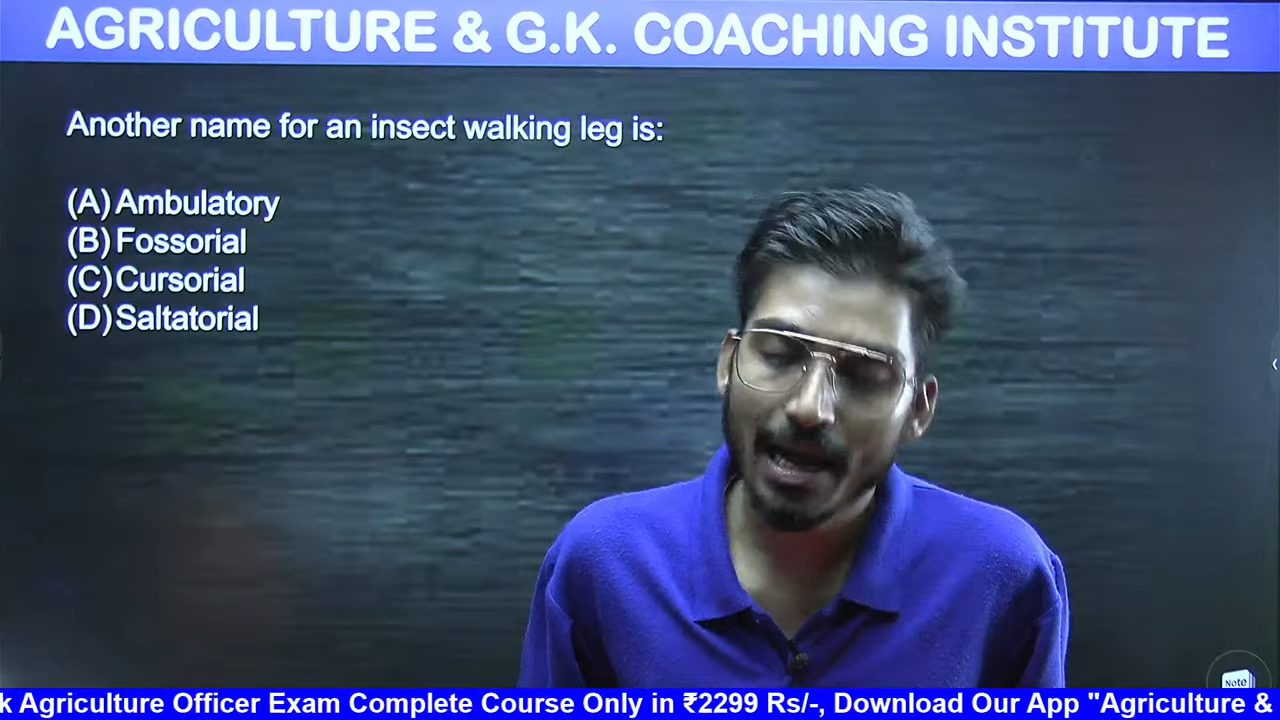 AGRICULTURE & G.K. COACHING INSTITUTE
Another name for an insect walking leg is:
(A) Ambulatory
(B) Fossorial
(C) Cursorial
(D) Saltatorial
Note
k Agriculture Officer Exam Complete Course Only in ₹2299 Rs/-, Download Our App "Agriculture &